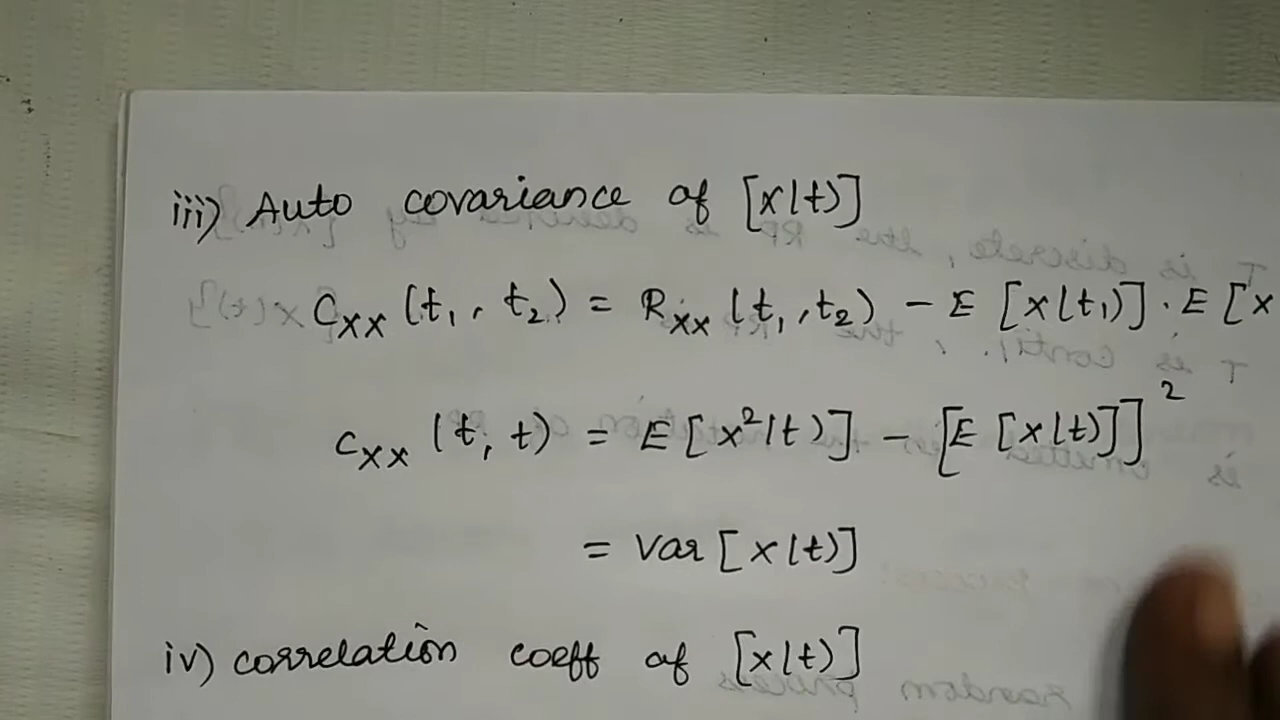 iii) Auto covariance of [x(t)]
Cxx (t₁, t₂) = Rxx (t₁, t₂) - E [x(t₁)] . E [x
Cxx (t, t) = E[x²(t)] - [E [x(t)]]²
= Var [x(t)]
iv) correlation coeff of [x(t)]